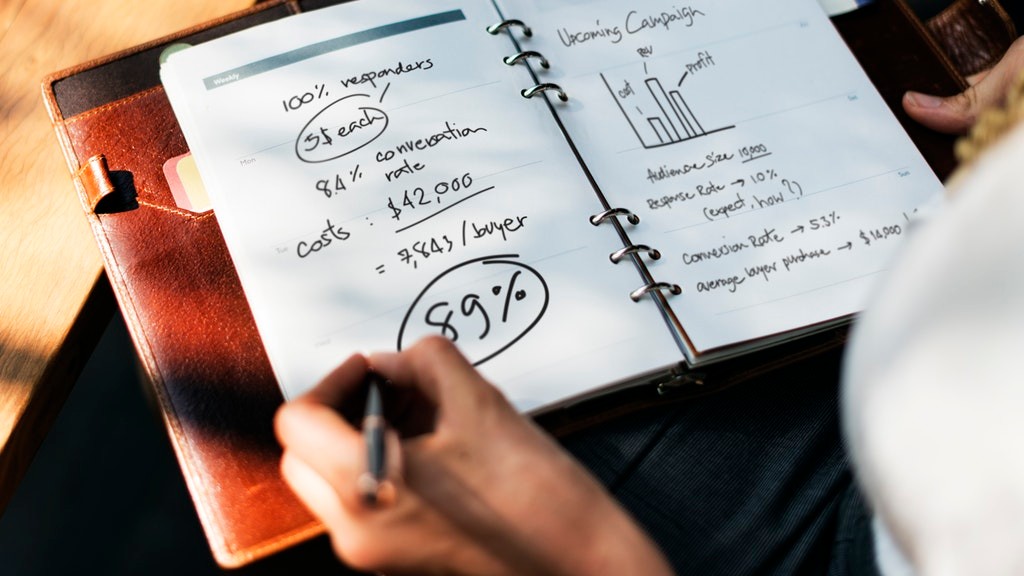 Weekly
100% responders
5$ each
Mon
8.4% conversation
rate
costs : $42,000
= 7,843 / buyer
89%
Upcoming Campaign
cost
rev
profit
Audience Size 10,000
Response Rate → 10%
(expect, how?)
Conversion Rate → 5.3%
average buyer purchase → $14,000